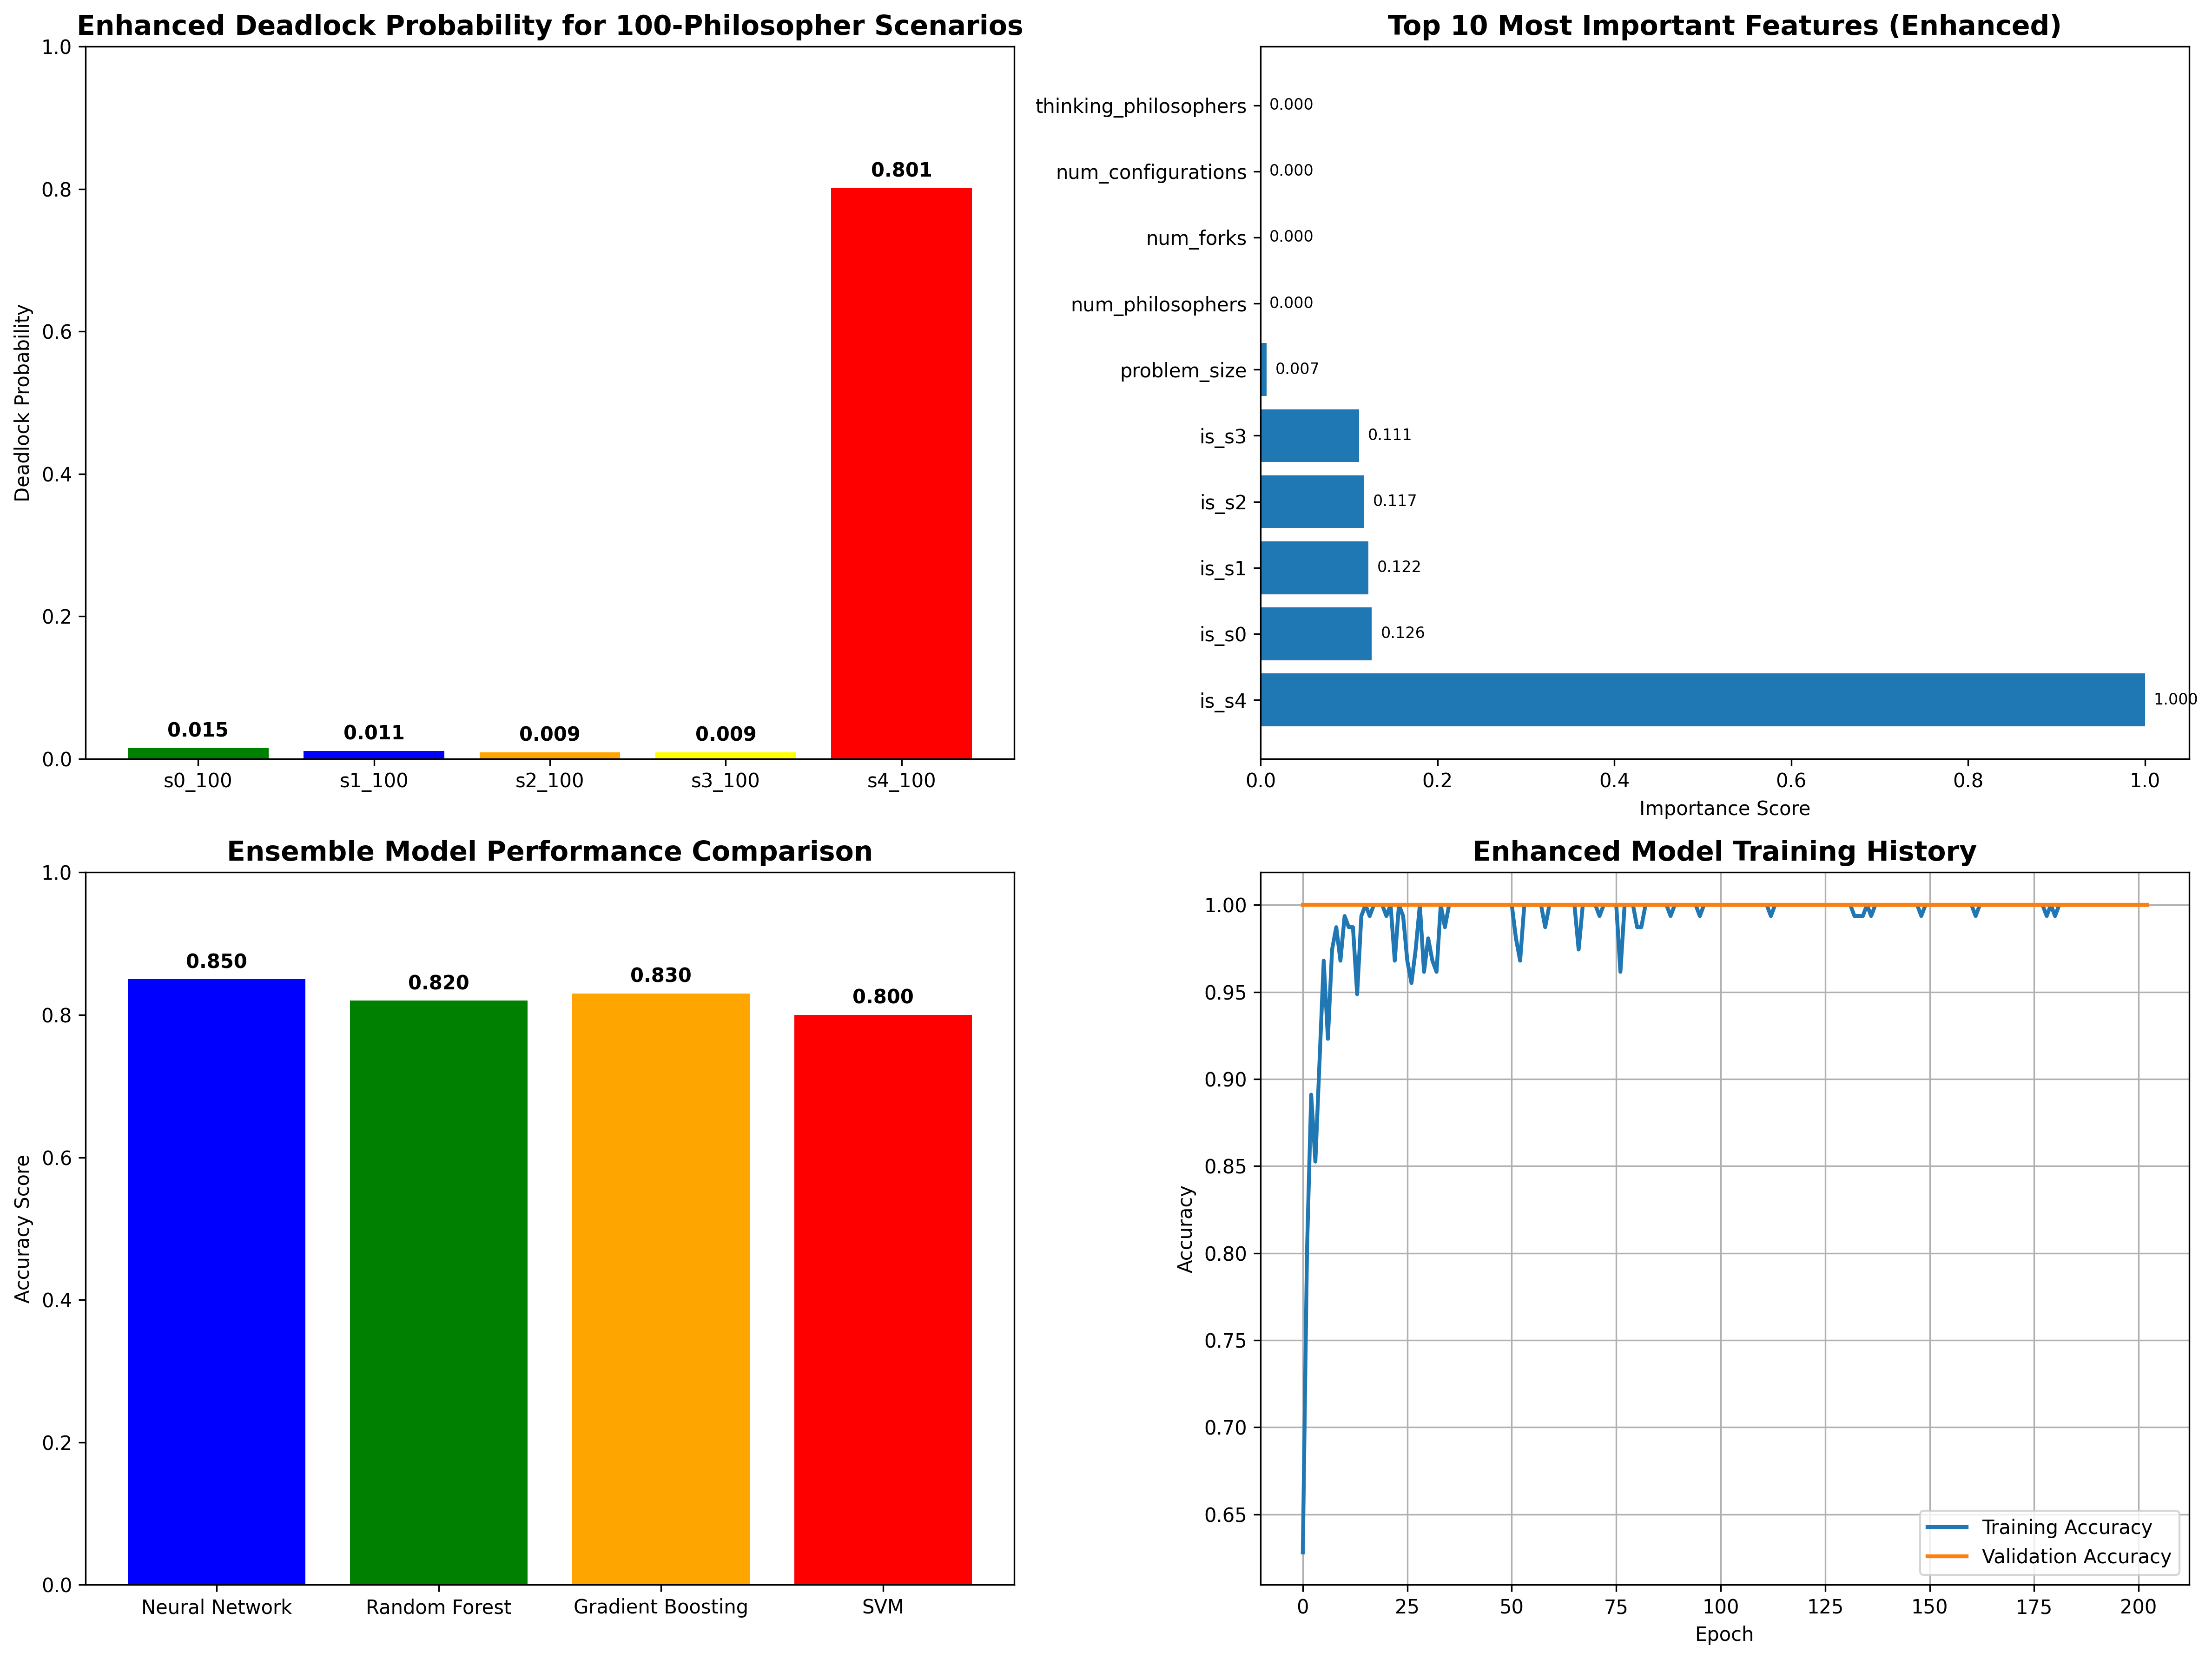 Enhanced Deadlock Probability for 100-Philosopher Scenarios
1.0
0.8
0.6
0.4
0.2
0.0
Deadlock Probability
0.015
0.011
0.009
0.009
0.801
s0_100
s1_100
s2_100
s3_100
s4_100
Top 10 Most Important Features (Enhanced)
thinking_philosophers 0.000
num_configurations 0.000
num_forks 0.000
num_philosophers 0.000
problem_size 0.007
is_s3 0.111
is_s2 0.117
is_s1 0.122
is_s0 0.126
is_s4 1.000
0.0 0.2 0.4 0.6 0.8 1.0
Importance Score
Ensemble Model Performance Comparison
1.0
0.8
0.6
0.4
0.2
0.0
Accuracy Score
0.850
0.820
0.830
0.800
Neural Network
Random Forest
Gradient Boosting
SVM
Enhanced Model Training History
1.00
0.95
0.90
0.85
0.80
0.75
0.70
0.65
Accuracy
Training Accuracy
Validation Accuracy
0 25 50 75 100 125 150 175 200
Epoch